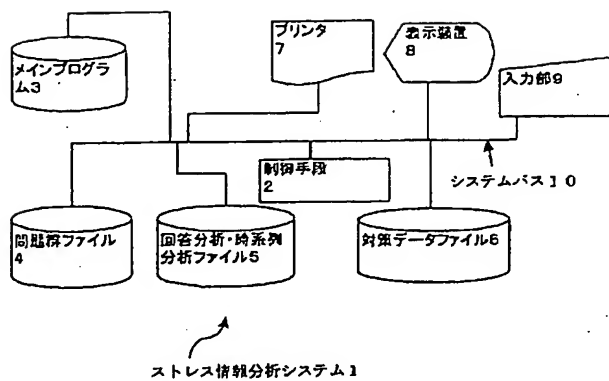 プリンタ
7
表示装置
8
メインプログラ
ム3
入力部9
制御手段
2
システムバス10
問題群ファイル
4
回答分析・時系列
分析ファイル5
対策データファイル6
ストレス情報分析システム1